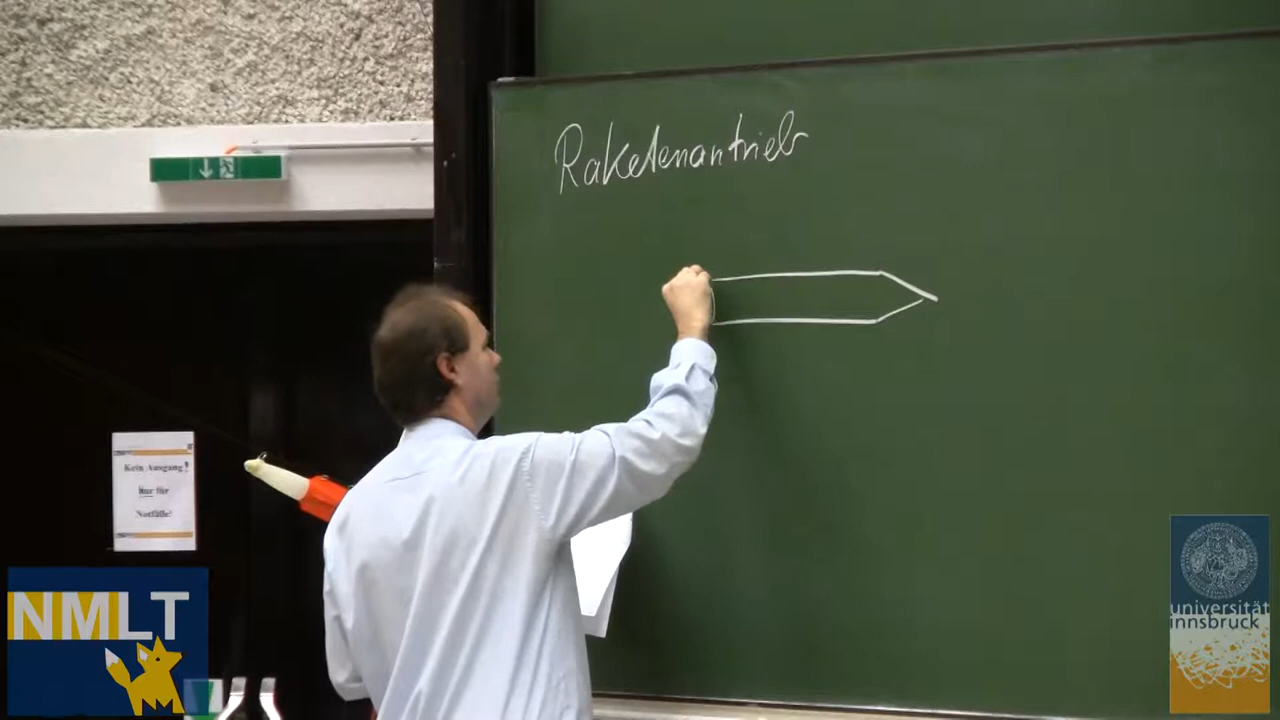 Raketenantrieb
Kein Ausgang!
Nur für
Notfälle!
NMLT
universität
innsbruck